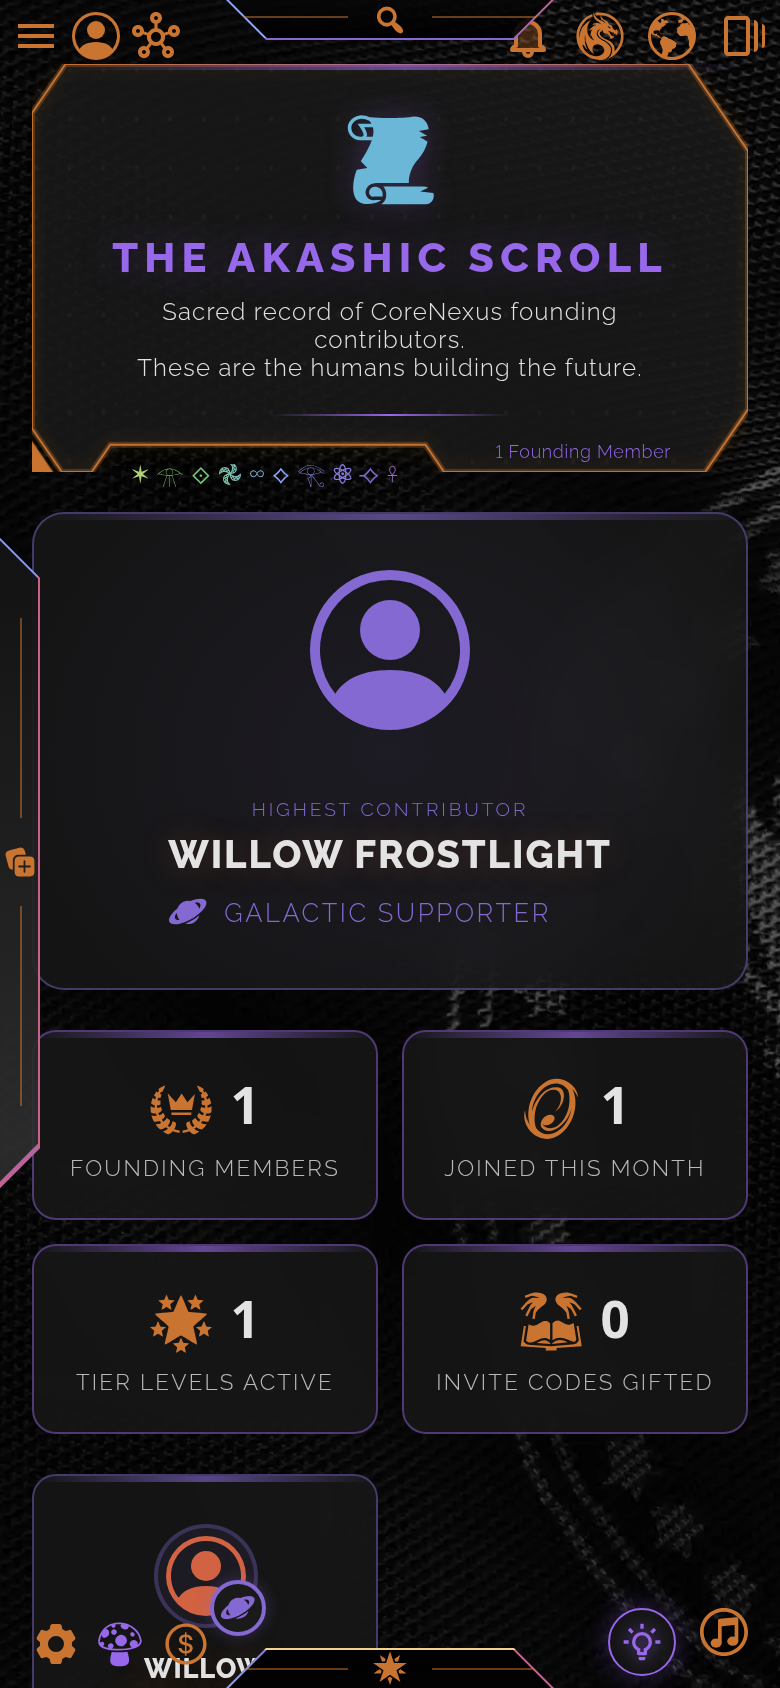 THE AKASHIC SCROLL
Sacred record of CoreNexus founding
contributors.
These are the humans building the future.
1 Founding Member
HIGHEST CONTRIBUTOR
WILLOW FROSTLIGHT
GALACTIC SUPPORTER
1
FOUNDING MEMBERS
1
JOINED THIS MONTH
1
TIER LEVELS ACTIVE
0
INVITE CODES GIFTED
$
WILLOW